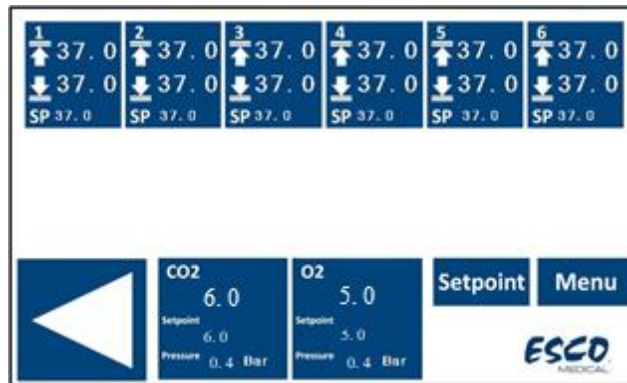 1 2 3 4 5 6
37.0 37.0 37.0 37.0 37.0 37.0
37.0 37.0 37.0 37.0 37.0 37.0
SP 37.0 SP 37.0 SP 37.0 SP 37.0 SP 37.0 SP 37.0
CO2
6.0
Setpoint
6.0
Pressure 0.4 Bar
O2
5.0
Setpoint
5.0
Pressure 0.4 Bar
Setpoint
Menu
ESCO
MEDICAL